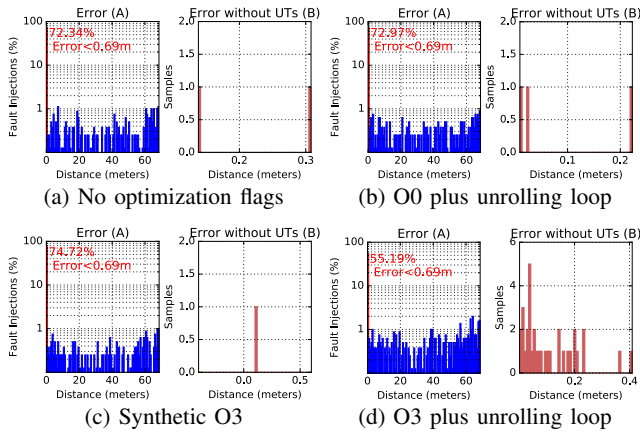 Error (A)
Error without UTs (B)
Fault Injections (%)
100
10
1
72.34%
Error<0.69m
0 20 40 60
Distance (meters)
Samples
2.0
1.5
1.0
0.5
0.0
0.2 0.3
Distance (meters)
(a) No optimization flags
Error (A)
Error without UTs (B)
Fault Injections (%)
100
10
1
72.97%
Error<0.69m
0 20 40 60
Distance (meters)
Samples
2.0
1.5
1.0
0.5
0.0
0.1 0.2
Distance (meters)
(b) O0 plus unrolling loop
Error (A)
Error without UTs (B)
Fault Injections (%)
100
10
1
74.72%
Error<0.69m
0 20 40 60
Distance (meters)
Samples
2.0
1.5
1.0
0.5
0.0
0.0 0.5
Distance (meters)
(c) Synthetic O3
Error (A)
Error without UTs (B)
Fault Injections (%)
100
10
1
55.19%
Error<0.69m
0 20 40 60
Distance (meters)
Samples
6
4
2
0
0.2 0.4
Distance (meters)
(d) O3 plus unrolling loop